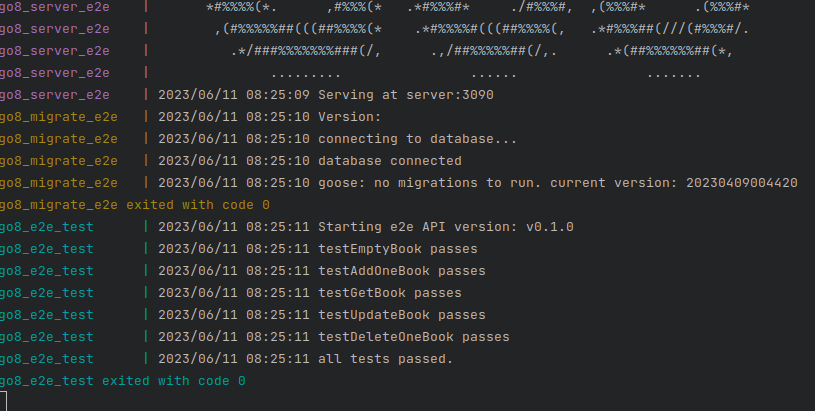 go8_server_e2e | *#%%%%(*. ,#%%%(* .*#%%%#* ./#%%#, ,(%%#* .(%%#*
go8_server_e2e | ,(#%%%%%##(((##%%%%(* .*#%%%%#(((##%%%%(, .*#%%%##(///(#%%%#/.
go8_server_e2e | .*/###%%%%%%%###(/, .,/##%%%%%##(/,. .*(##%%%%%%##(*,
go8_server_e2e | ......... ...... .......
go8_server_e2e | 2023/06/11 08:25:09 Serving at server:3090
go8_migrate_e2e | 2023/06/11 08:25:10 Version:
go8_migrate_e2e | 2023/06/11 08:25:10 connecting to database...
go8_migrate_e2e | 2023/06/11 08:25:10 database connected
go8_migrate_e2e | 2023/06/11 08:25:10 goose: no migrations to run. current version: 20230409004420
go8_migrate_e2e exited with code 0
go8_e2e_test | 2023/06/11 08:25:11 Starting e2e API version: v0.1.0
go8_e2e_test | 2023/06/11 08:25:11 testEmptyBook passes
go8_e2e_test | 2023/06/11 08:25:11 testAddOneBook passes
go8_e2e_test | 2023/06/11 08:25:11 testGetBook passes
go8_e2e_test | 2023/06/11 08:25:11 testUpdateBook passes
go8_e2e_test | 2023/06/11 08:25:11 testDeleteOneBook passes
go8_e2e_test | 2023/06/11 08:25:11 all tests passed.
go8_e2e_test exited with code 0